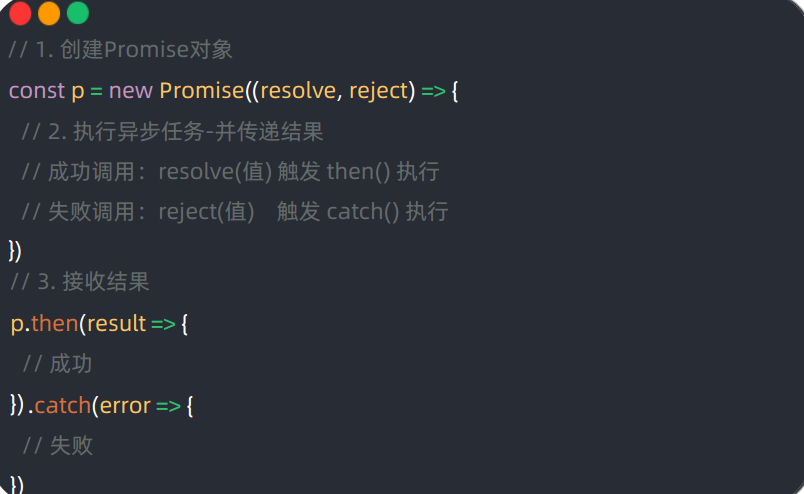 // 1. 创建Promise对象
const p = new Promise((resolve, reject) => {
// 2. 执行异步任务-并传递结果
// 成功调用：resolve(值) 触发 then() 执行
// 失败调用：reject(值) 触发 catch() 执行
})
// 3. 接收结果
p.then(result => {
// 成功
}).catch(error => {
// 失败
})